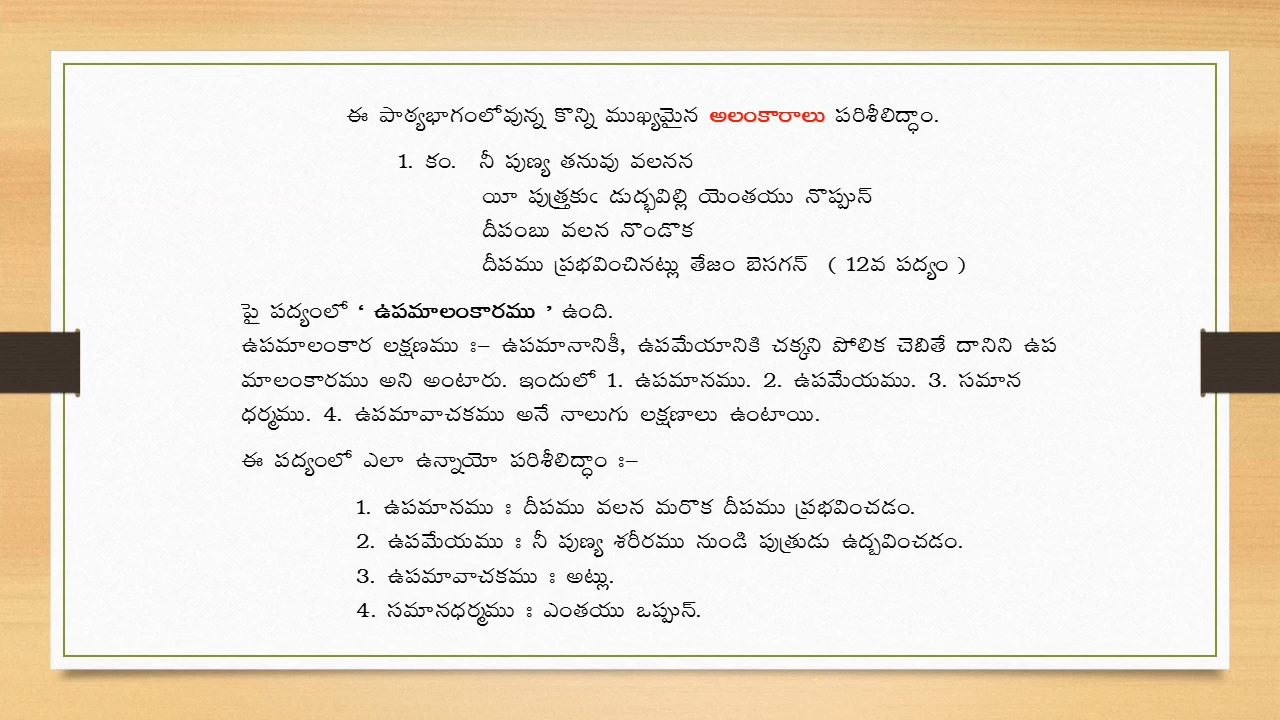 ఈ పాఠ్యభాగంలోవున్న కొన్ని ముఖ్యమైన అలంకారాలు పరిశీలిద్దాం.
1. కం. నీ పుణ్య తనువు వలనన
యీ పుత్త్రకుఁ డుద్భవిల్లి యెంతయు నొప్పున్
దీపంబు వలన నొండొక
దీపము ప్రభవించినట్లు తేజం బెసగన్ ( 12వ పద్యం )
పై పద్యంలో ‘ ఉపమాలంకారము ’ ఉంది.
ఉపమాలంకార లక్షణము ః– ఉపమానానికీ, ఉపమేయానికి చక్కని పోలిక చెబితే దానిని ఉప
మాలంకారము అని అంటారు. ఇందులో 1. ఉపమానము. 2. ఉపమేయము. 3. సమాన
ధర్మము. 4. ఉపమావాచకము అనే నాలుగు లక్షణాలు ఉంటాయి.
ఈ పద్యంలో ఎలా ఉన్నాయో పరిశీలిద్దాం ః–
1. ఉపమానము ః దీపము వలన మరొక దీపము ప్రభవించడం.
2. ఉపమేయము ః నీ పుణ్య శరీరము నుండి పుత్రుడు ఉద్బవించడం.
3. ఉపమావాచకము ః అట్లు.
4. సమానధర్మము ః ఎంతయు ఒప్పున్.